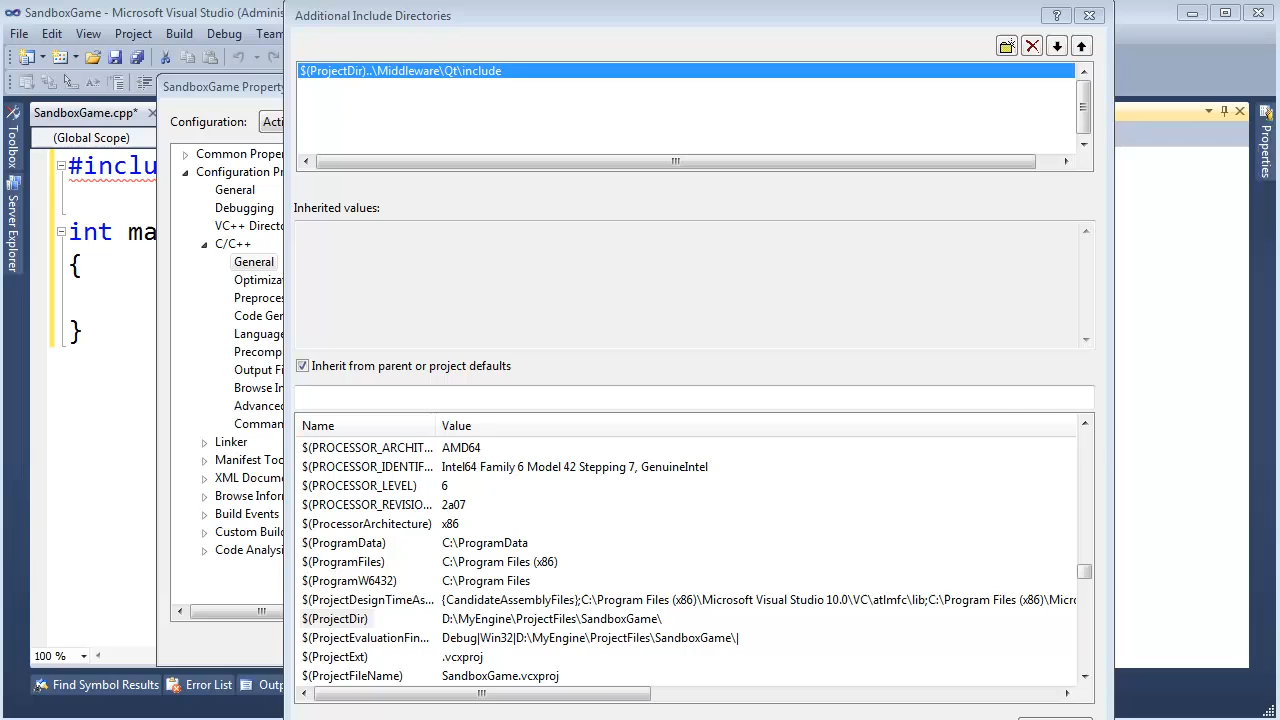 SandboxGame - Microsoft Visual Studio (Adminis
Additional Include Directories
File Edit View Project Build Debug Team
$(ProjectDir)..\Middleware\Qt\include
SandboxGame Property
SandboxGame.cpp*
Configuration: Acti
(Global Scope)
Toolbox
Server Explorer
Properties
#inclu
int ma
{
}
Common Prope
Configuration Pr
General
Debugging
VC++ Directo
C/C++
General
Optimiza
Preproces
Code Ger
Language
Precomp
Output Fi
Browse In
Advanced
Comman
Linker
Manifest Too
XML Docume
Browse Infor
Build Events
Custom Build
Code Analysi
Inherited values:
Inherit from parent or project defaults
Name Value
$(PROCESSOR_ARCHIT... AMD64
$(PROCESSOR_IDENTIF... Intel64 Family 6 Model 42 Stepping 7, GenuineIntel
$(PROCESSOR_LEVEL) 6
$(PROCESSOR_REVISIO... 2a07
$(ProcessorArchitecture) x86
$(ProgramData) C:\ProgramData
$(ProgramFiles) C:\Program Files (x86)
$(ProgramW6432) C:\Program Files
$(ProjectDesignTimeAs... {CandidateAssemblyFiles};C:\Program Files (x86)\Microsoft Visual Studio 10.0\VC\atlmfc\lib;C:\Program Files (x86)\Micro
$(ProjectDir) D:\MyEngine\ProjectFiles\SandboxGame\
$(ProjectEvaluationFin... Debug|Win32|D:\MyEngine\ProjectFiles\SandboxGame\|
$(ProjectExt) .vcxproj
$(ProjectFileName) SandboxGame.vcxproj
100 %
Find Symbol Results Error List Outp